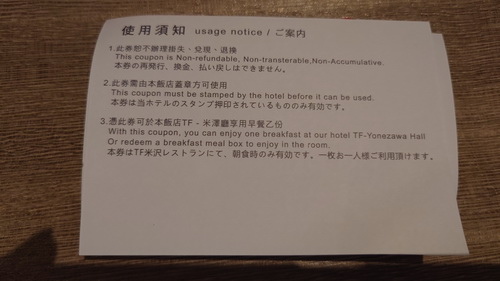 使用須知 usage notice / ご案内
1.此券恕不辦理掛失、兌現、退換
This coupon is Non-refundable, Non-transterable,Non-Accumulative.
本券の再発行、換金、払い戻しはできません。
2.此券需由本飯店蓋章方可使用
This coupon must be stamped by the hotel before it can be used.
本券は当ホテルのスタンプ押印されているもののみ有効です。
3.憑此券可於本飯店TF - 米澤廳享用早餐乙份
With this coupon, you can enjoy one breakfast at our hotel TF-Yonezawa Hall
Or redeem a breakfast meal box to enjoy in the room.
本券はTF米沢レストランにて、朝食時のみ有効です。一枚お一人様ご利用頂けます。